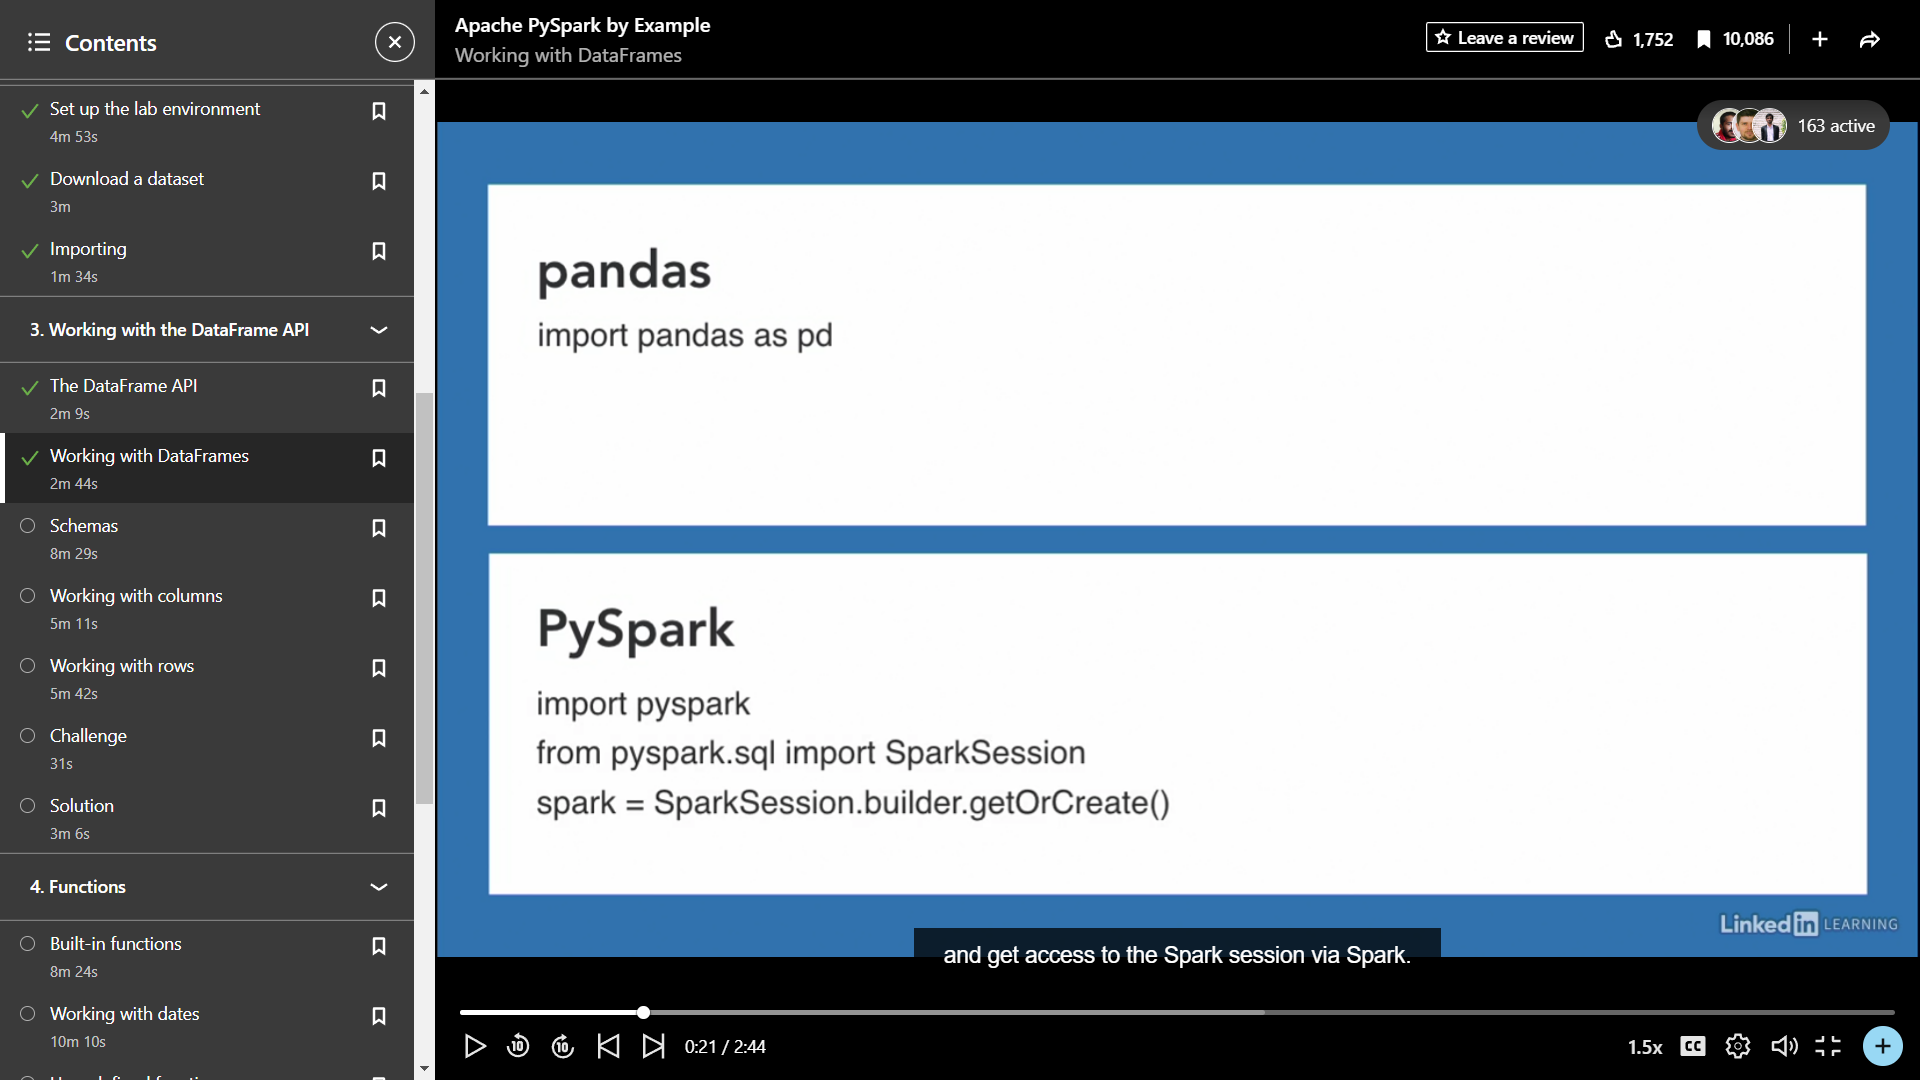 Contents
Set up the lab environment
4m 53s
Download a dataset
3m
Importing
1m 34s
3. Working with the DataFrame API
The DataFrame API
2m 9s
Working with DataFrames
2m 44s
Schemas
8m 29s
Working with columns
5m 11s
Working with rows
5m 42s
Challenge
31s
Solution
3m 6s
4. Functions
Built-in functions
8m 24s
Working with dates
10m 10s
Apache PySpark by Example
Working with DataFrames
Leave a review
1,752
10,086
163 active
pandas
import pandas as pd
PySpark
import pyspark
from pyspark.sql import SparkSession
spark = SparkSession.builder.getOrCreate()
LinkedIn LEARNING
and get access to the Spark session via Spark.
10
10
0:21 / 2:44
1.5x
CC